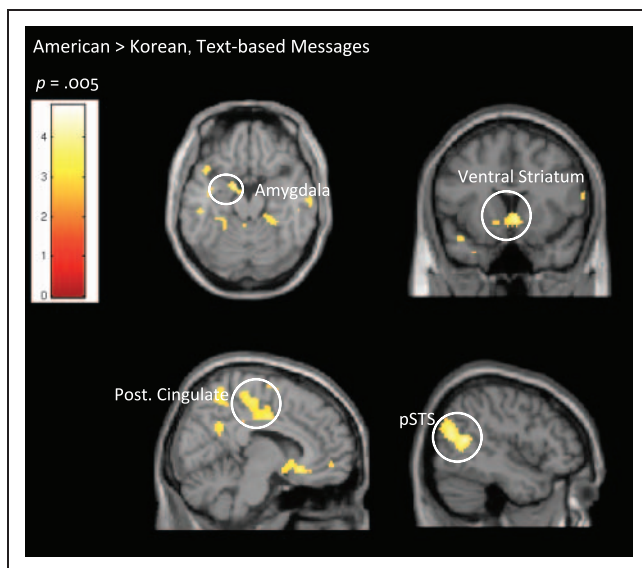 American > Korean, Text-based Messages
p = .005
4
3
2
1
0
Amygdala
Ventral Striatum
Post. Cingulate
pSTS